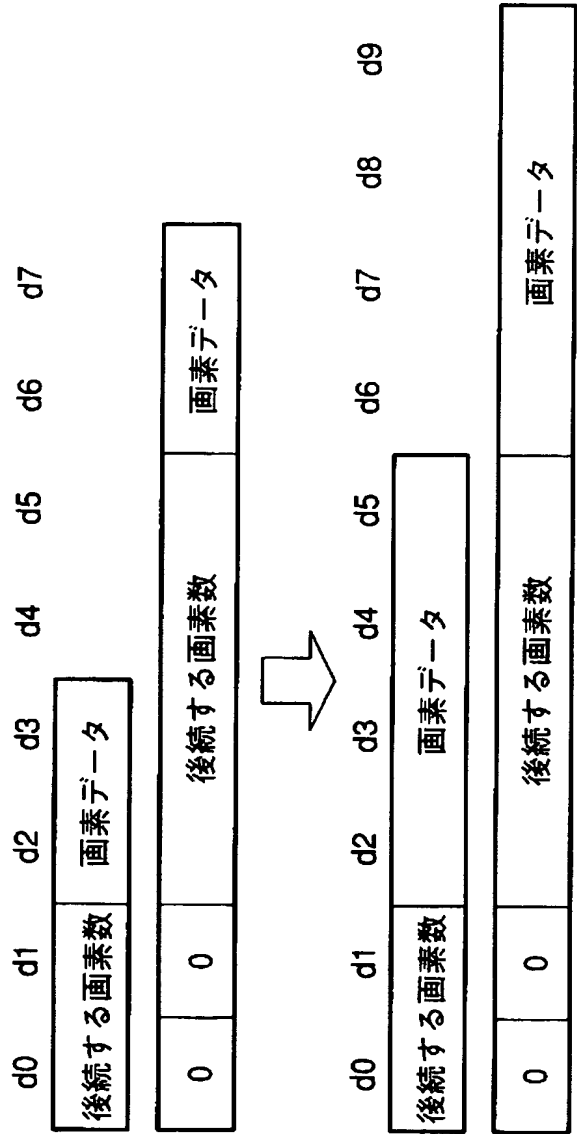 d0 d1 d2 d3 d4 d5 d6 d7
後続する画素数 画素データ
0 0 後続する画素数 画素データ
d0 d1 d2 d3 d4 d5 d6 d7 d8 d9
後続する画素数 画素データ
0 0 後続する画素数 画素データ